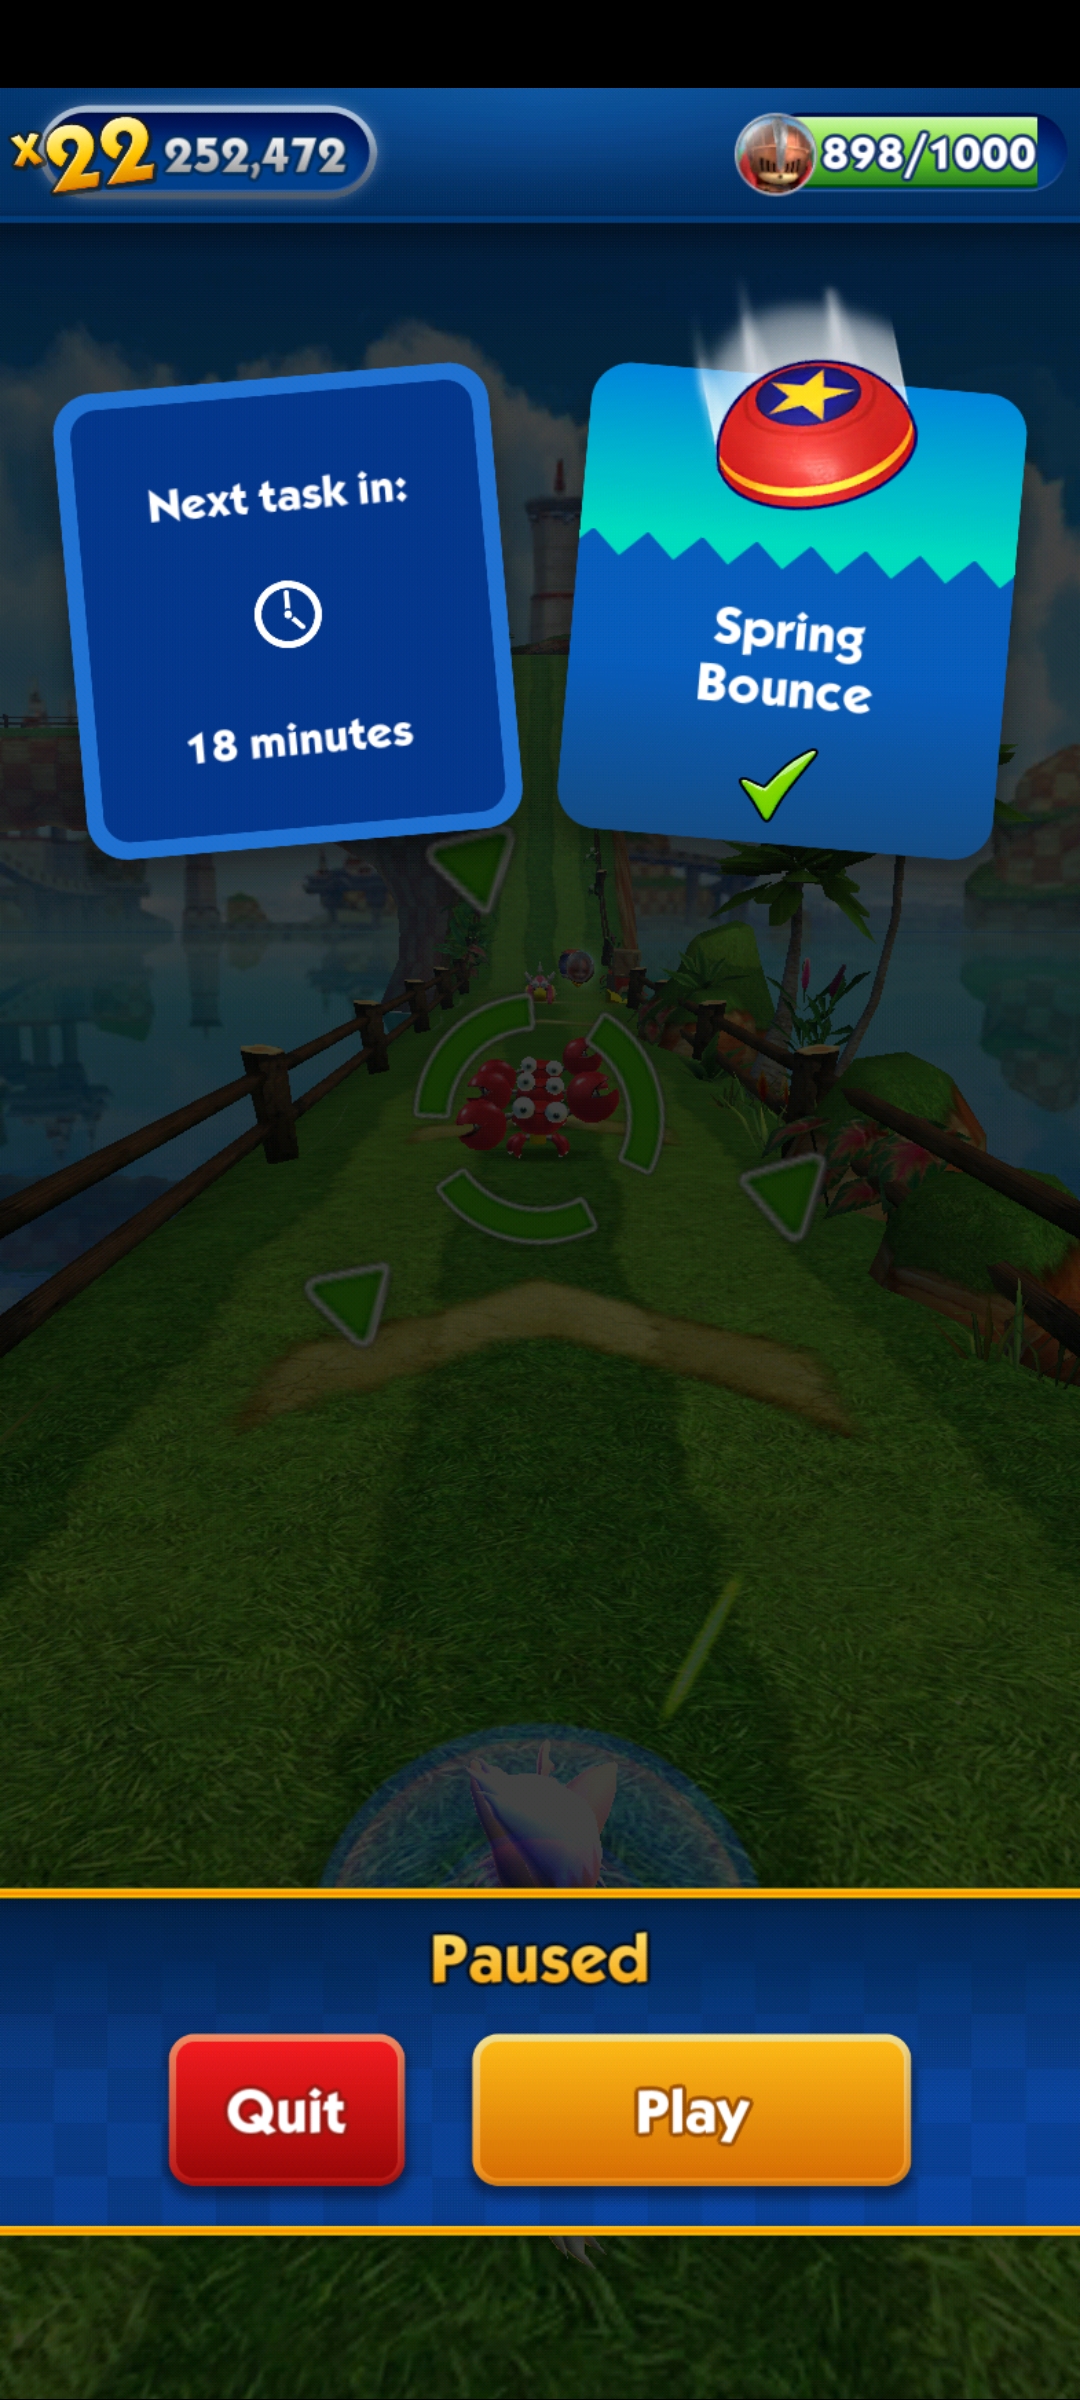 x22 252,472
898/1000
Next task in:
18 minutes
Spring
Bounce
Paused
Quit
Play